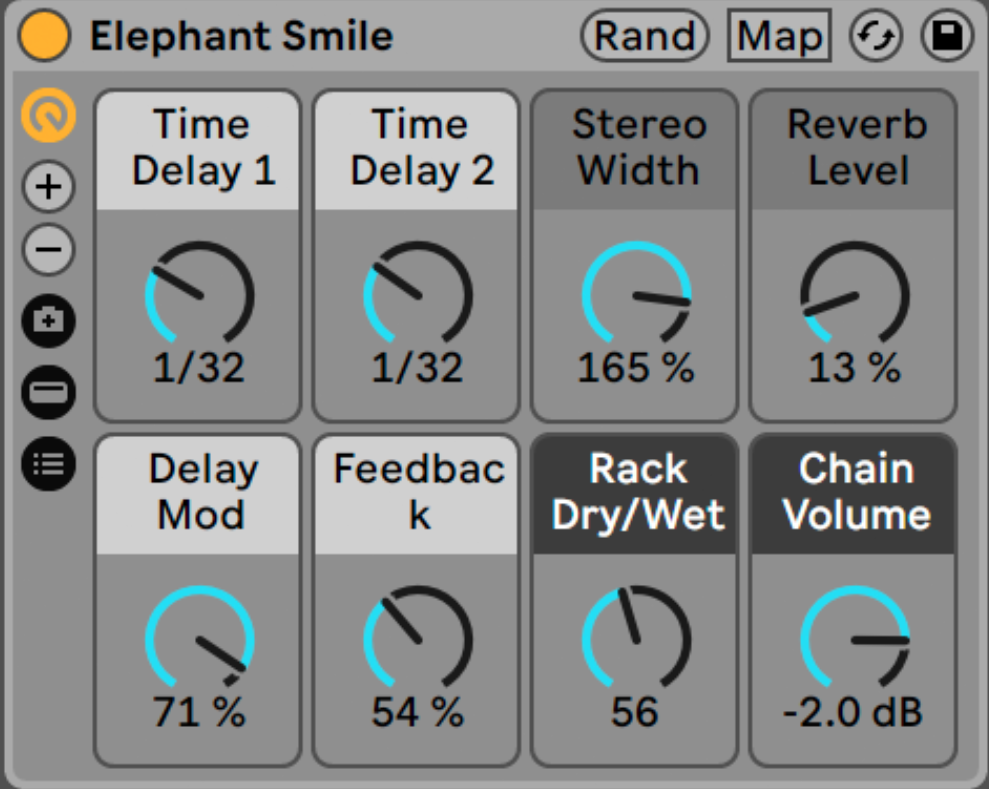 Elephant Smile Rand Map
Time
Delay 1
1/32
Time
Delay 2
1/32
Stereo
Width
165 %
Reverb
Level
13 %
Delay
Mod
71 %
Feedbac
k
54 %
Rack
Dry/Wet
56
Chain
Volume
-2.0 dB